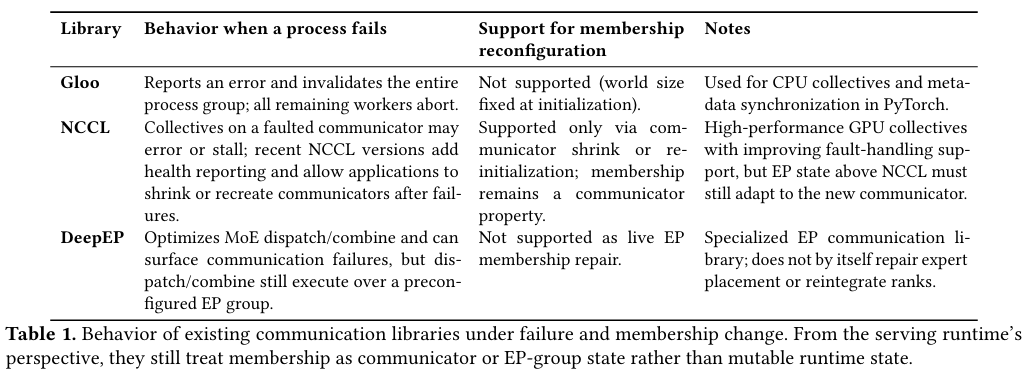 Library Behavior when a process fails Support for membership reconfiguration Notes
Gloo Reports an error and invalidates the entire process group; all remaining workers abort. Not supported (world size fixed at initialization). Used for CPU collectives and meta-data synchronization in PyTorch.
NCCL Collectives on a faulted communicator may error or stall; recent NCCL versions add health reporting and allow applications to shrink or recreate communicators after fail-ures. Supported only via com-municator shrink or re-initialization; membership remains a communicator property. High-performance GPU collectives with improving fault-handling sup-port, but EP state above NCCL must still adapt to the new communicator.
DeepEP Optimizes MoE dispatch/combine and can surface communication failures, but dis-patch/combine still execute over a precon-figured EP group. Not supported as live EP membership repair. Specialized EP communication li-brary; does not by itself repair expert placement or reintegrate ranks.
Table 1. Behavior of existing communication libraries under failure and membership change. From the serving runtime's
perspective, they still treat membership as communicator or EP-group state rather than mutable runtime state.